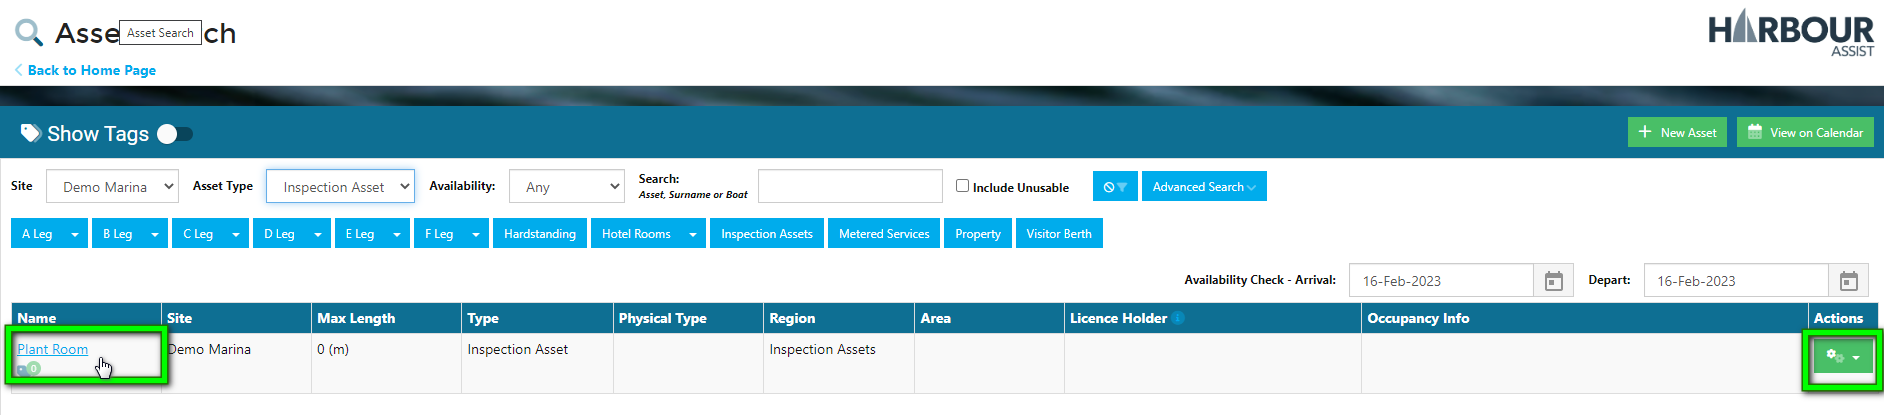 Asse
Asset Search
ch
HARBOUR
ASSIST
Back to Home Page
Show Tags
New Asset
View on Calendar
Site
Demo Marina
Asset Type
Inspection Asset
Availability:
Any
Search:
Asset, Surname or Boat
Include Unusable
Advanced Search
A Leg
B Leg
C Leg
D Leg
E Leg
F Leg
Hardstanding
Hotel Rooms
Inspection Assets
Metered Services
Property
Visitor Berth
Availability Check - Arrival:
16-Feb-2023
Depart:
16-Feb-2023
Name
Site
Max Length
Type
Physical Type
Region
Area
Licence Holder
Occupancy Info
Actions
Plant Room
Demo Marina
0 (m)
Inspection Asset
Inspection Assets
0